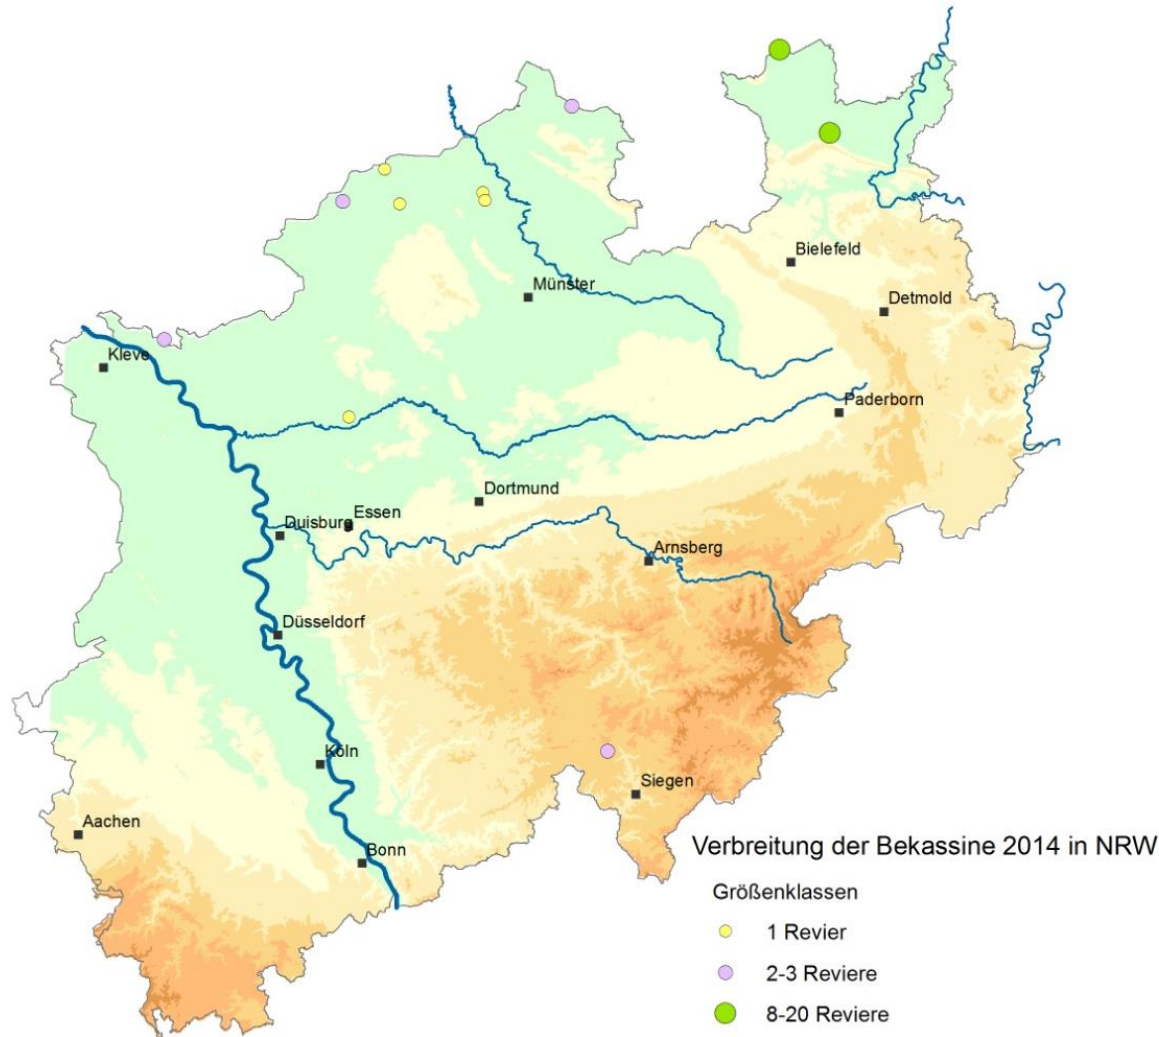 Bielefeld
Münster
Detmold
Kleve
Paderborn
Dortmund
Essen
Duisburg
Arnsberg
Düsseldorf
Köln
Siegen
Aachen
Bonn
Verbreitung der Bekassine 2014 in NRW
Größenklassen
1 Revier
2-3 Reviere
8-20 Reviere